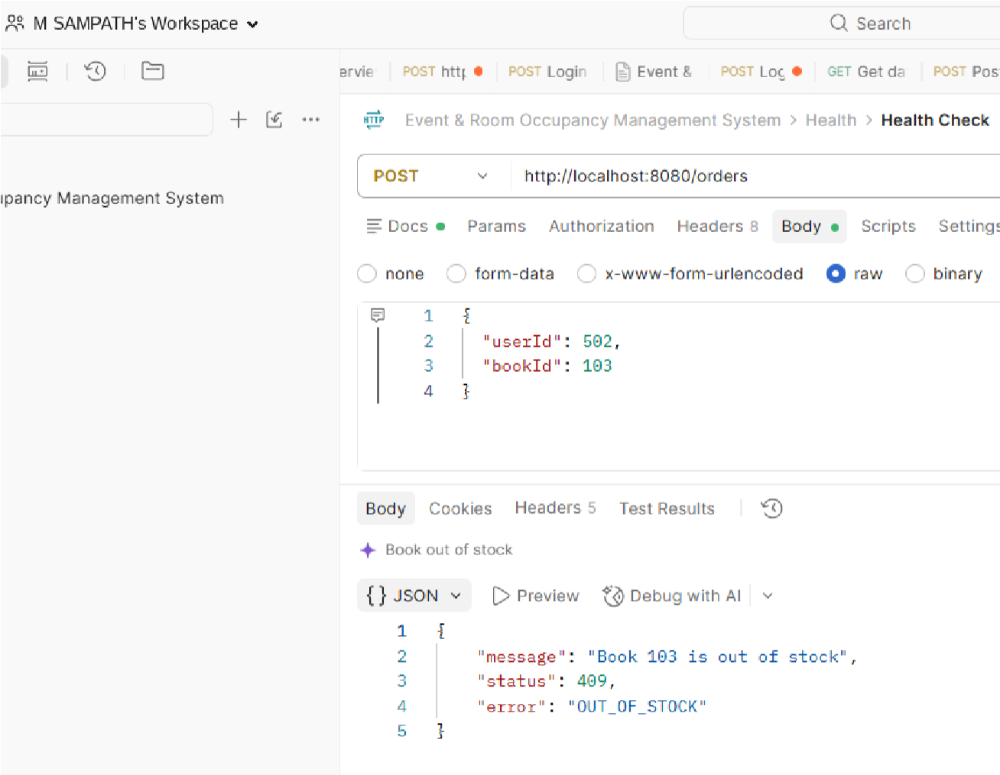 M SAMPATH's Workspace
Search
POST Login
Event &
POST
GET Get da
POST Pos
Event & Room Occupancy Management System > Health > Health Check
POST http://localhost:8080/orders
upancy Management System
Docs Params Authorization Headers 8 Body Scripts Settings
none form-data x-www-form-urlencoded raw binary
1 {
2 "userId": 502,
3 "bookId": 103
4 }
Body Cookies Headers 5 Test Results
Book out of stock
{} JSON Preview Debug with AI
1 {
2 "message": "Book 103 is out of stock",
3 "status": 409,
4 "error": "OUT_OF_STOCK"
5 }